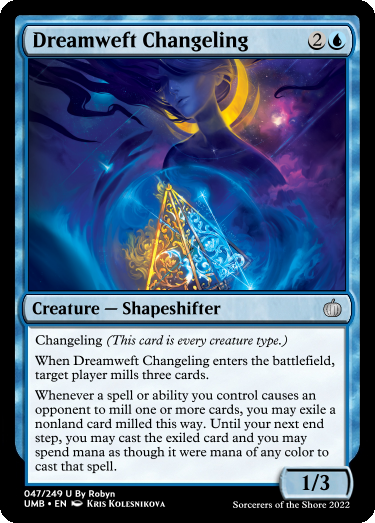 Dreamweft Changeling 2
Creature — Shapeshifter
Changeling (This card is every creature type.)
When Dreamweft Changeling enters the battlefield,
target player mills three cards.
Whenever a spell or ability you control causes an
opponent to mill one or more cards, you may exile a
nonland card milled this way. Until your next end
step, you may cast the exiled card and you may
spend mana as though it were mana of any color to
cast that spell.
1/3
047/249 U By Robyn
UMB • EN Kris Kolesnikova
Sorcerers of the Shore 2022